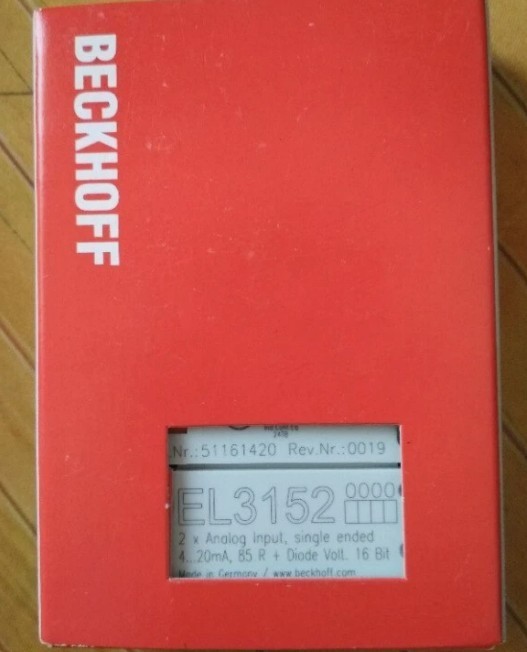 BECKHOFF
.Nr.:51161420 Rev.Nr.:0019
EL3152 0000
2 x Analog Input, single ended
4...20mA, 85 R + Diode Volt. 16 Bit
Made in Germany / www.beckhoff.com